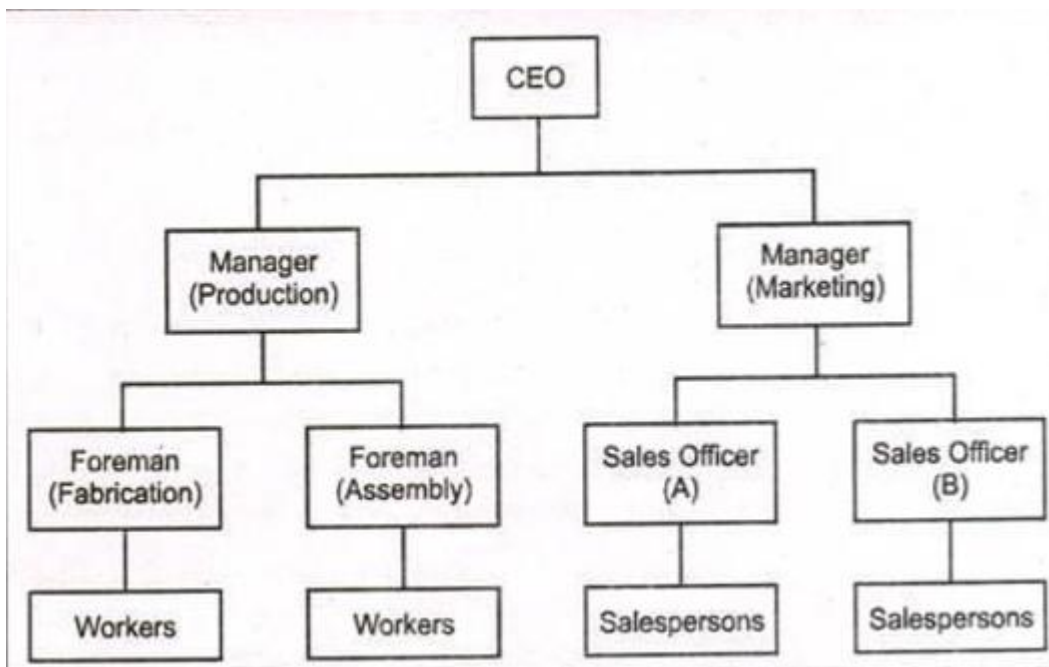 CEO
Manager
(Production)
Manager
(Marketing)
Foreman
(Fabrication)
Foreman
(Assembly)
Sales Officer
(A)
Sales Officer
(B)
Workers
Workers
Salespersons
Salespersons